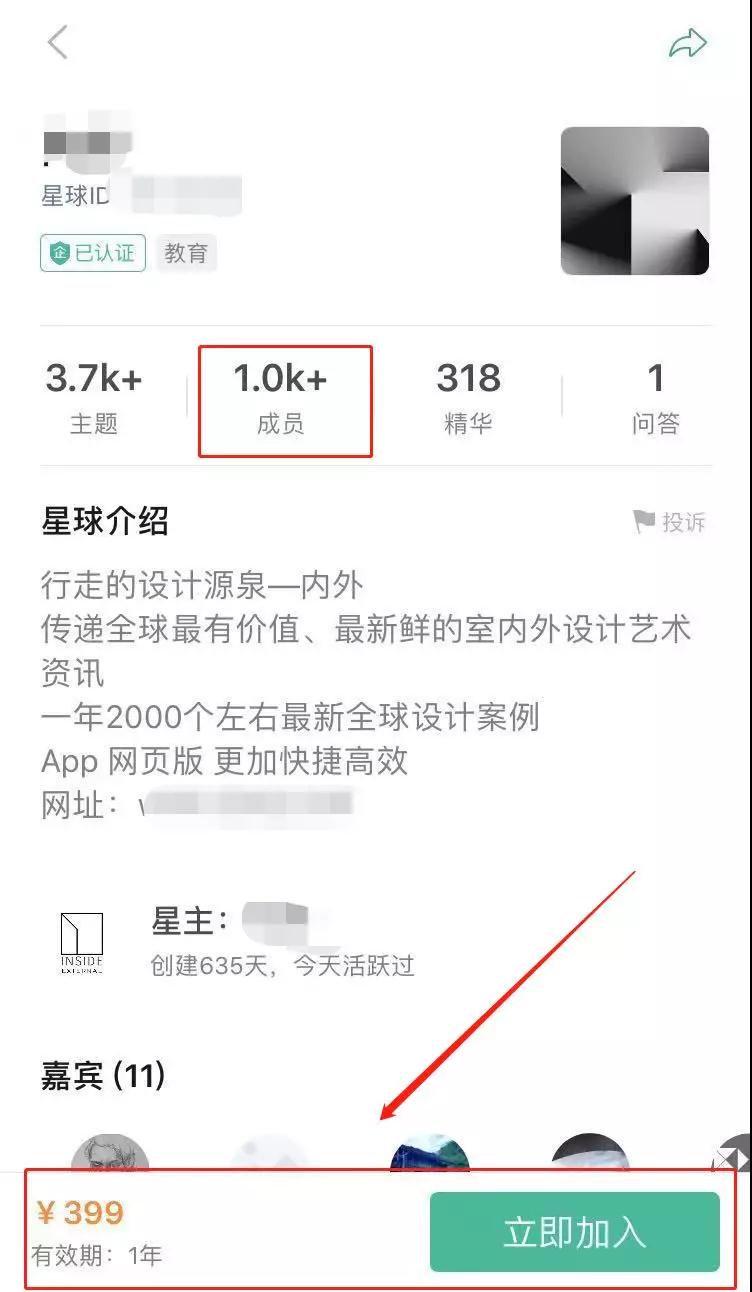 星球ID
已认证
教育
3.7k+
主题
1.0k+
成员
318
精华
1
问答
星球介绍
投诉
行走的设计源泉—内外
传递全球最有价值、最新鲜的室内外设计艺术
资讯
一年2000个左右最新全球设计案例
App 网页版 更加快捷高效
网址：
星主：
INSIDE
EXTERNAL
创建635天，今天活跃过
嘉宾 (11)
¥ 399
有效期：1年
立即加入